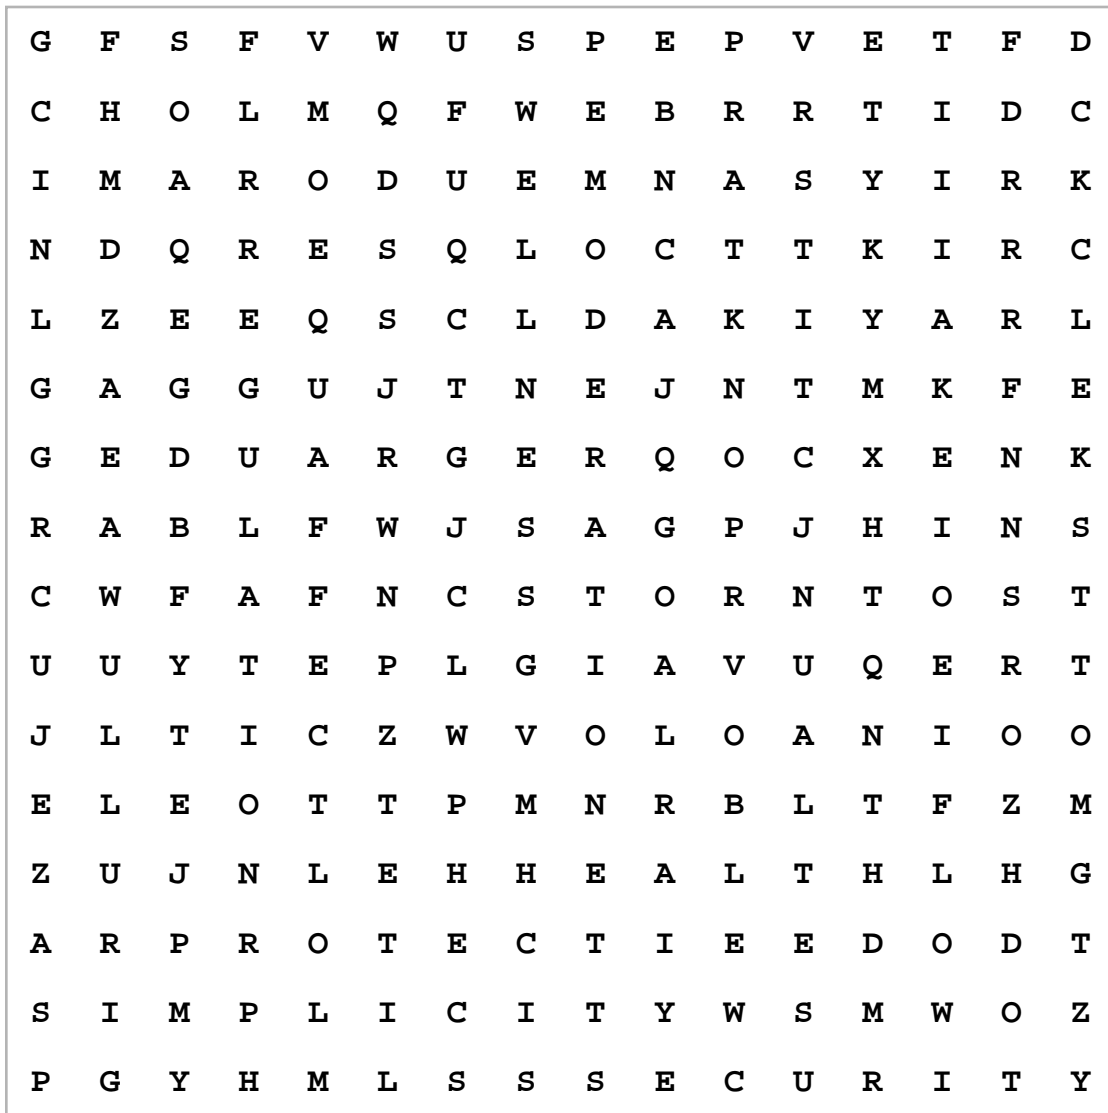 G F S F V W U S P E P V E T F D
C H O L M Q F W E B R R T I D C
I M A R O D U E M N A S Y I R K
N D Q R E S Q L O C T T K I R C
L Z E E Q S C L D A K I Y A R L
G A G G U J T N E J N T M K F E
G E D U A R G E R Q O C X E N K
R A B L F W J S A G P J H I N S
C W F A F N C S T O R N T O S T
U U Y T E P L G I A V U Q E R T
J L T I C Z W V O L O A N I O O
E L E O T T P M N R B L T F Z M
Z U J N L E H H E A L T H L H G
A R P R O T E C T I E E D O D T
S I M P L I C I T Y W S M W O Z
P G Y H M L S S S E C U R I T Y